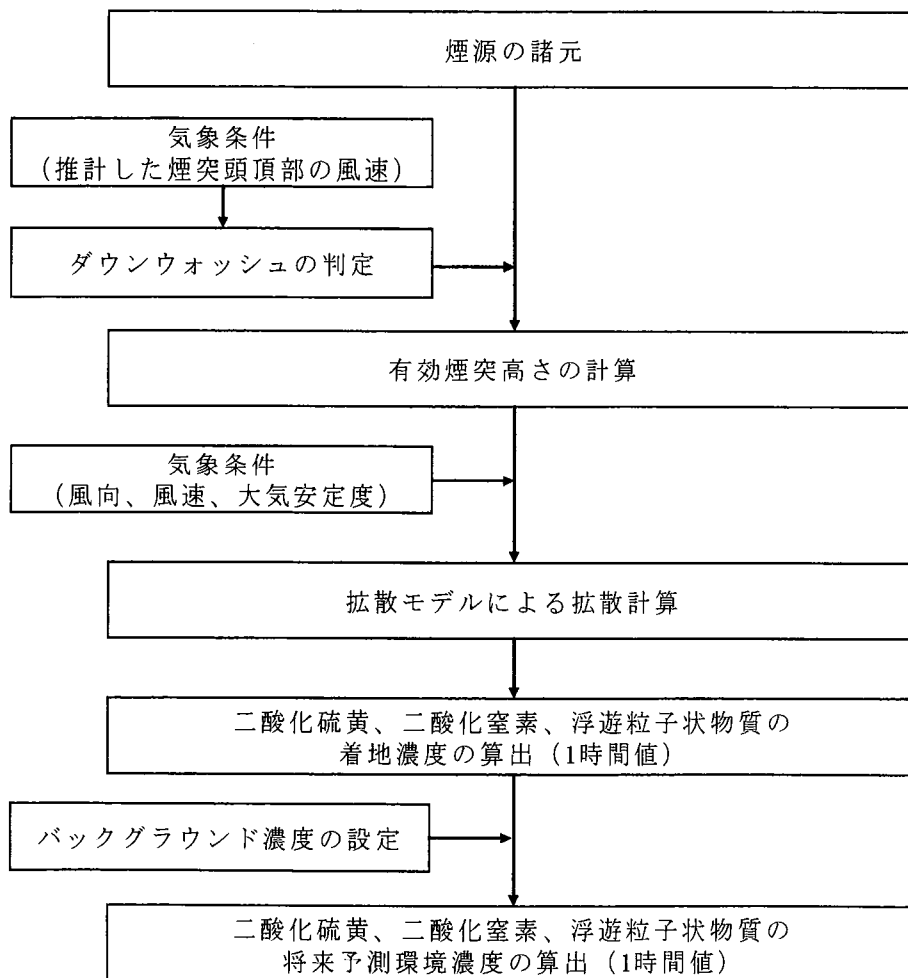 煙源の諸元
気象条件
（推計した煙突頭頂部の風速）
ダウンウォッシュの判定
有効煙突高さの計算
気象条件
（風向、風速、大気安定度）
拡散モデルによる拡散計算
二酸化硫黄、二酸化窒素、浮遊粒子状物質の
着地濃度の算出（1時間値）
バックグラウンド濃度の設定
二酸化硫黄、二酸化窒素、浮遊粒子状物質の
将来予測環境濃度の算出（1時間値）